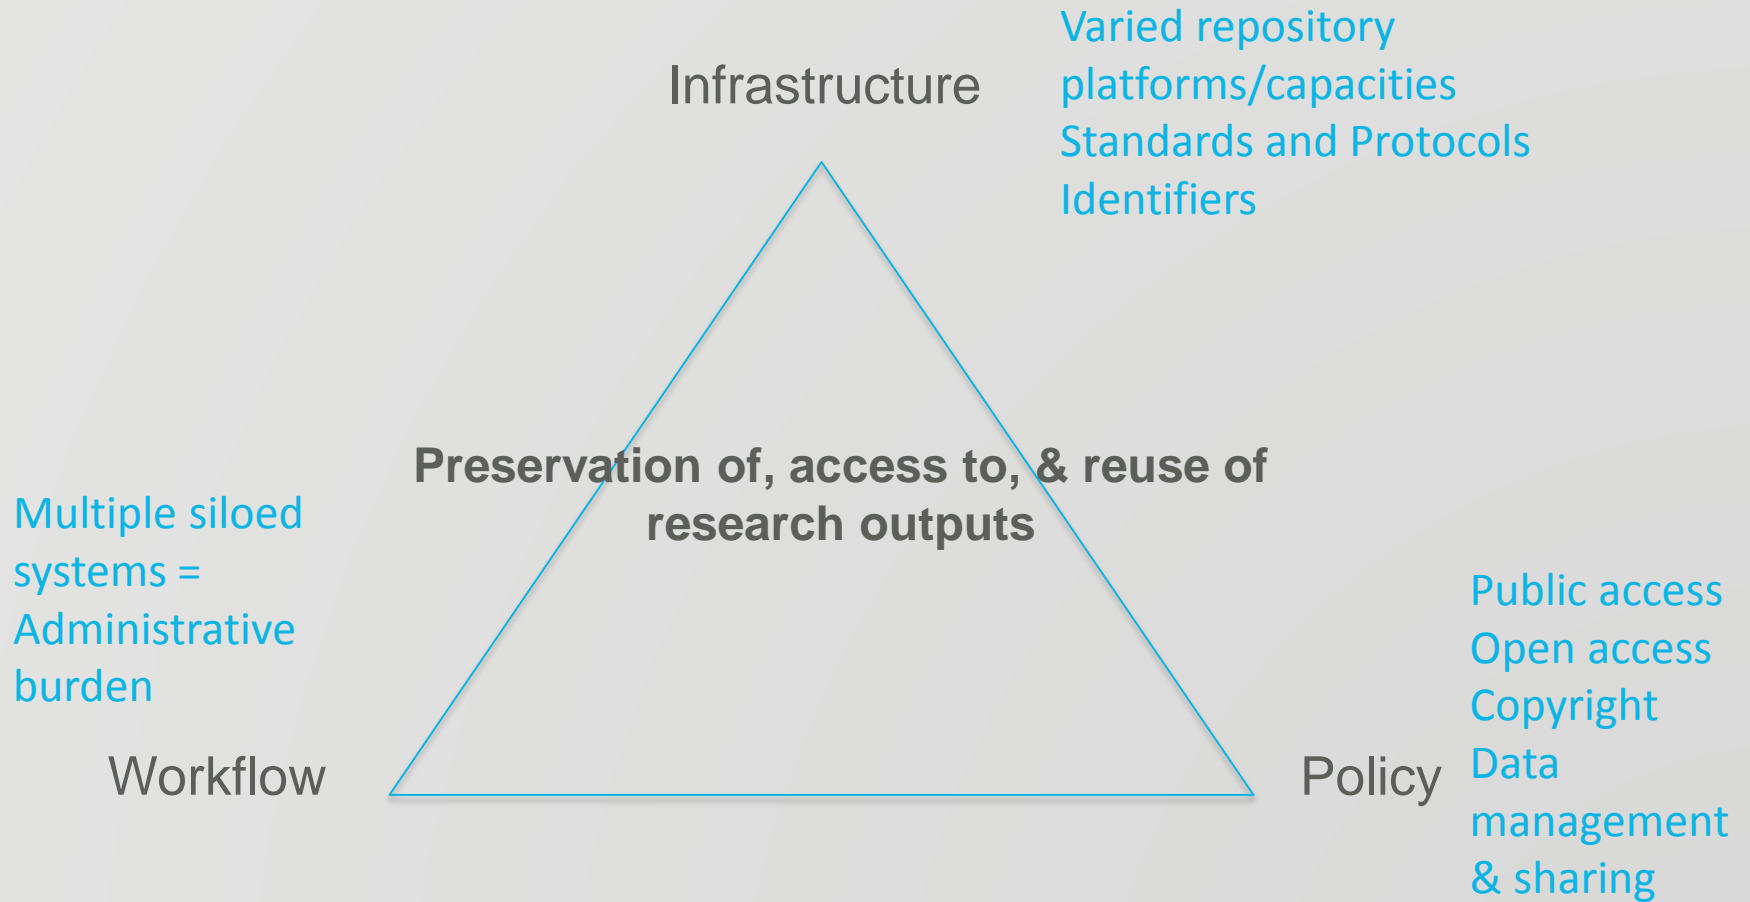 Infrastructure
Varied repository
platforms/capacities
Standards and Protocols
Identifiers
Preservation of, access to, & reuse of
research outputs
Multiple siloed
systems =
Administrative
burden
Workflow
Policy
Public access
Open access
Copyright
Data
management
& sharing